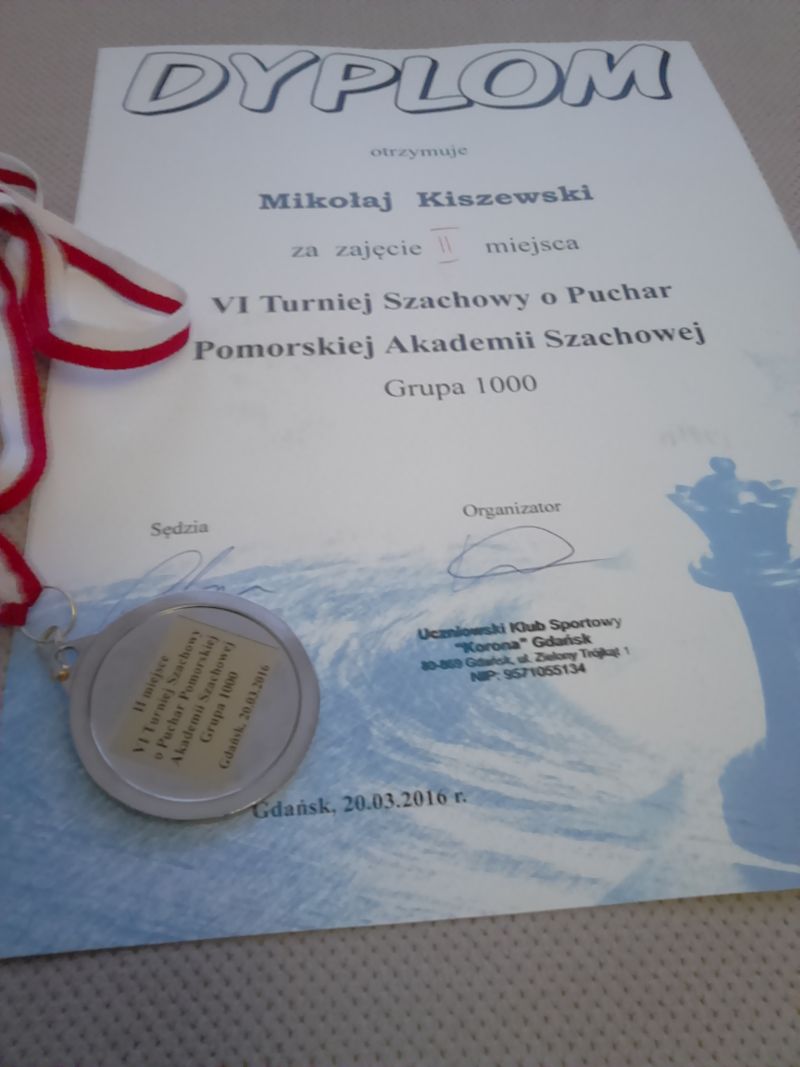 DYPLOM
otrzymuje
Mikołaj Kiszewski
za zajęcie II miejsca
VI Turniej Szachowy o Puchar
Pomorskiej Akademii Szachowej
Grupa 1000
Sędzia
Organizator
Uczniowski Klub Sportowy
"Korona" Gdańsk
80-869 Gdańsk, ul. Zielony Trójkąt 1
NIP: 9571055134
II miejsce
VI Turniej Szachowy
o Puchar Pomorskiej
Akademii Szachowej
Grupa 1000
Gdańsk, 20.03.2016
Gdańsk, 20.03.2016 r.